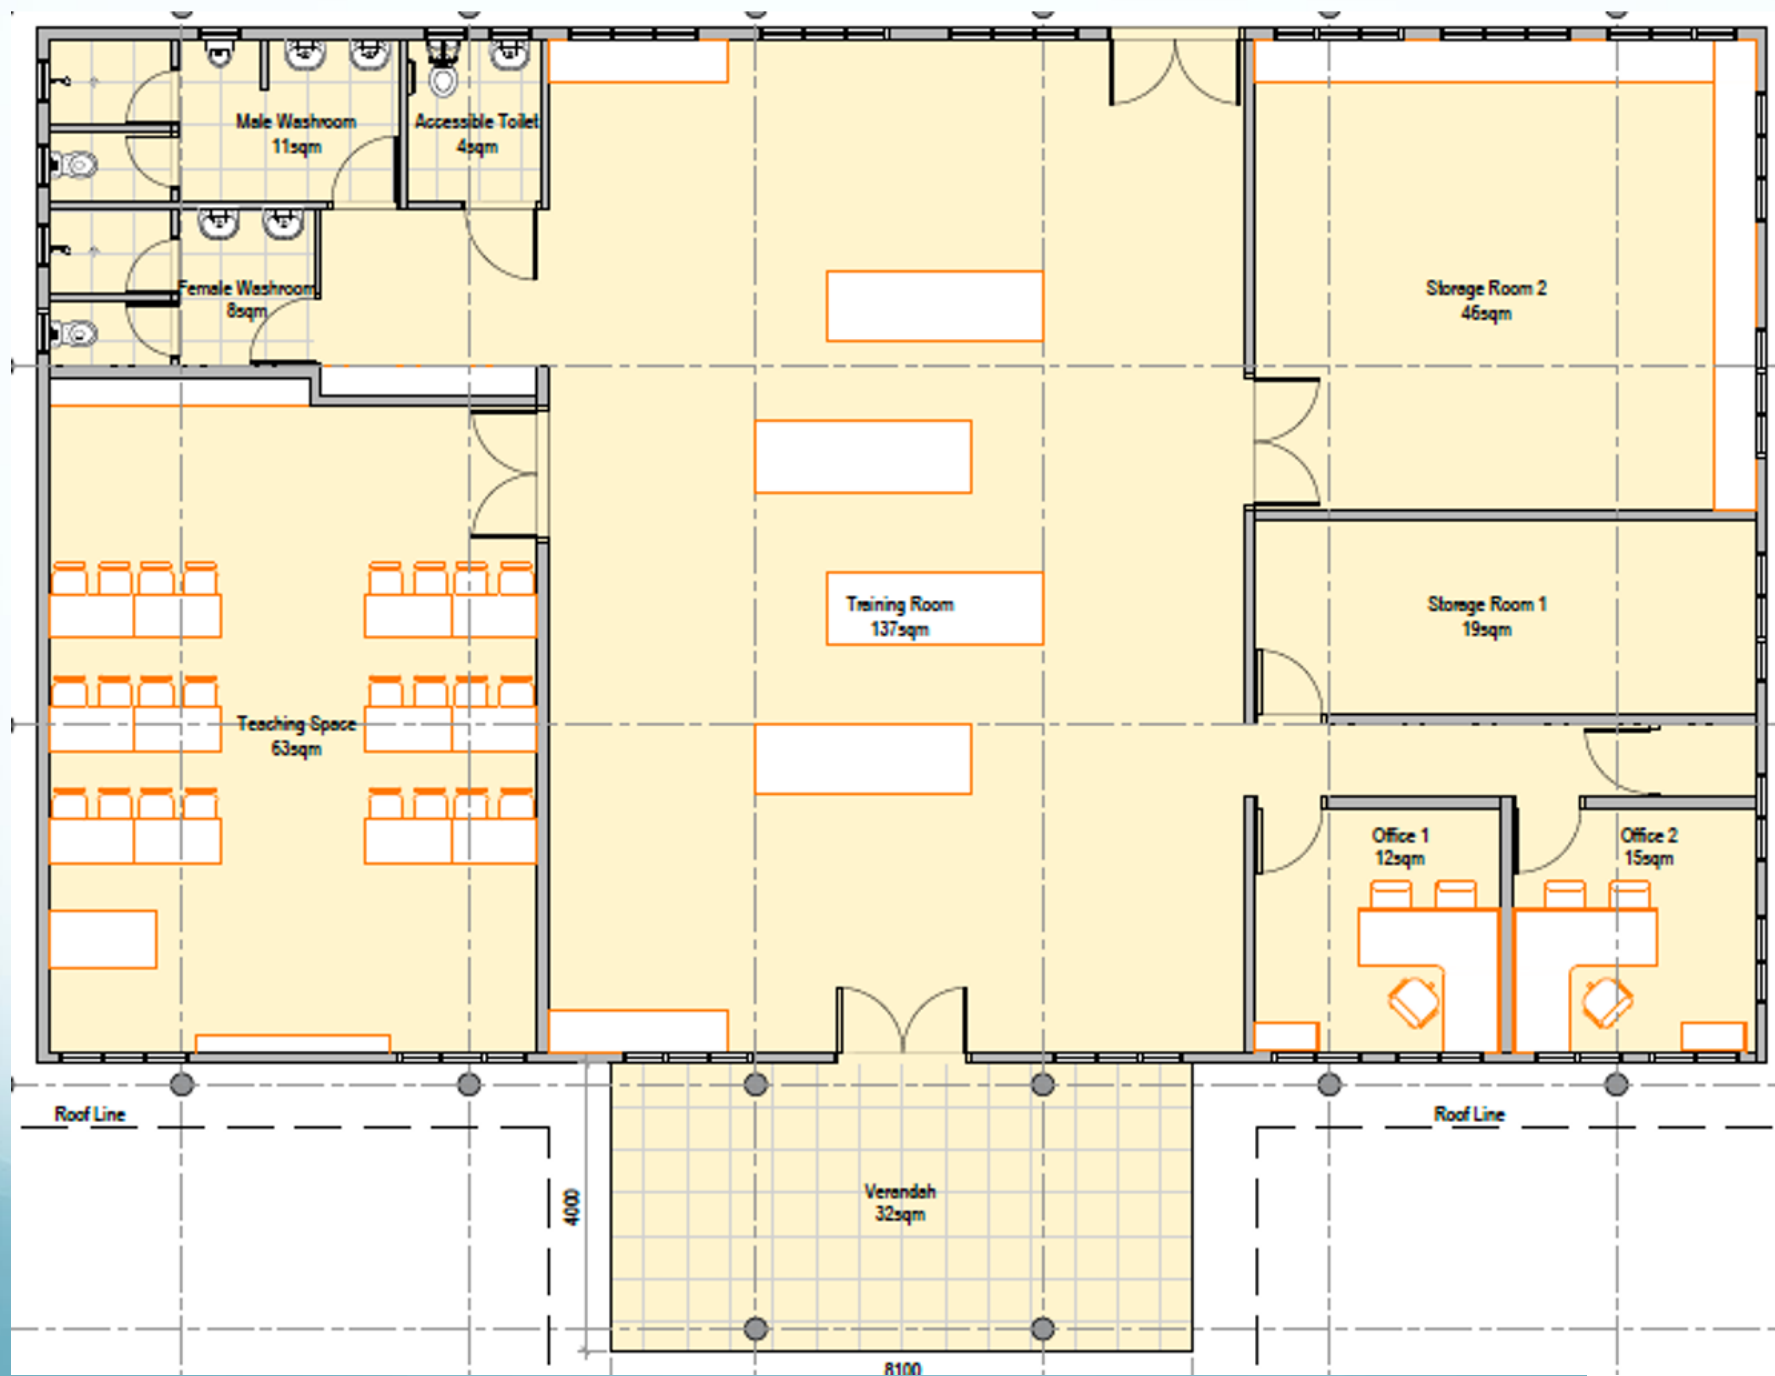 Male Washroom
11sqm
Accessible Toilet
4sqm
Female Washroom
8sqm
Storage Room 2
46sqm
Training Room
137sqm
Storage Room 1
19sqm
Teaching Space
63sqm
Office 1
12sqm
Office 2
15sqm
Roof Line
Roof Line
Verandah
32sqm
4000
8100